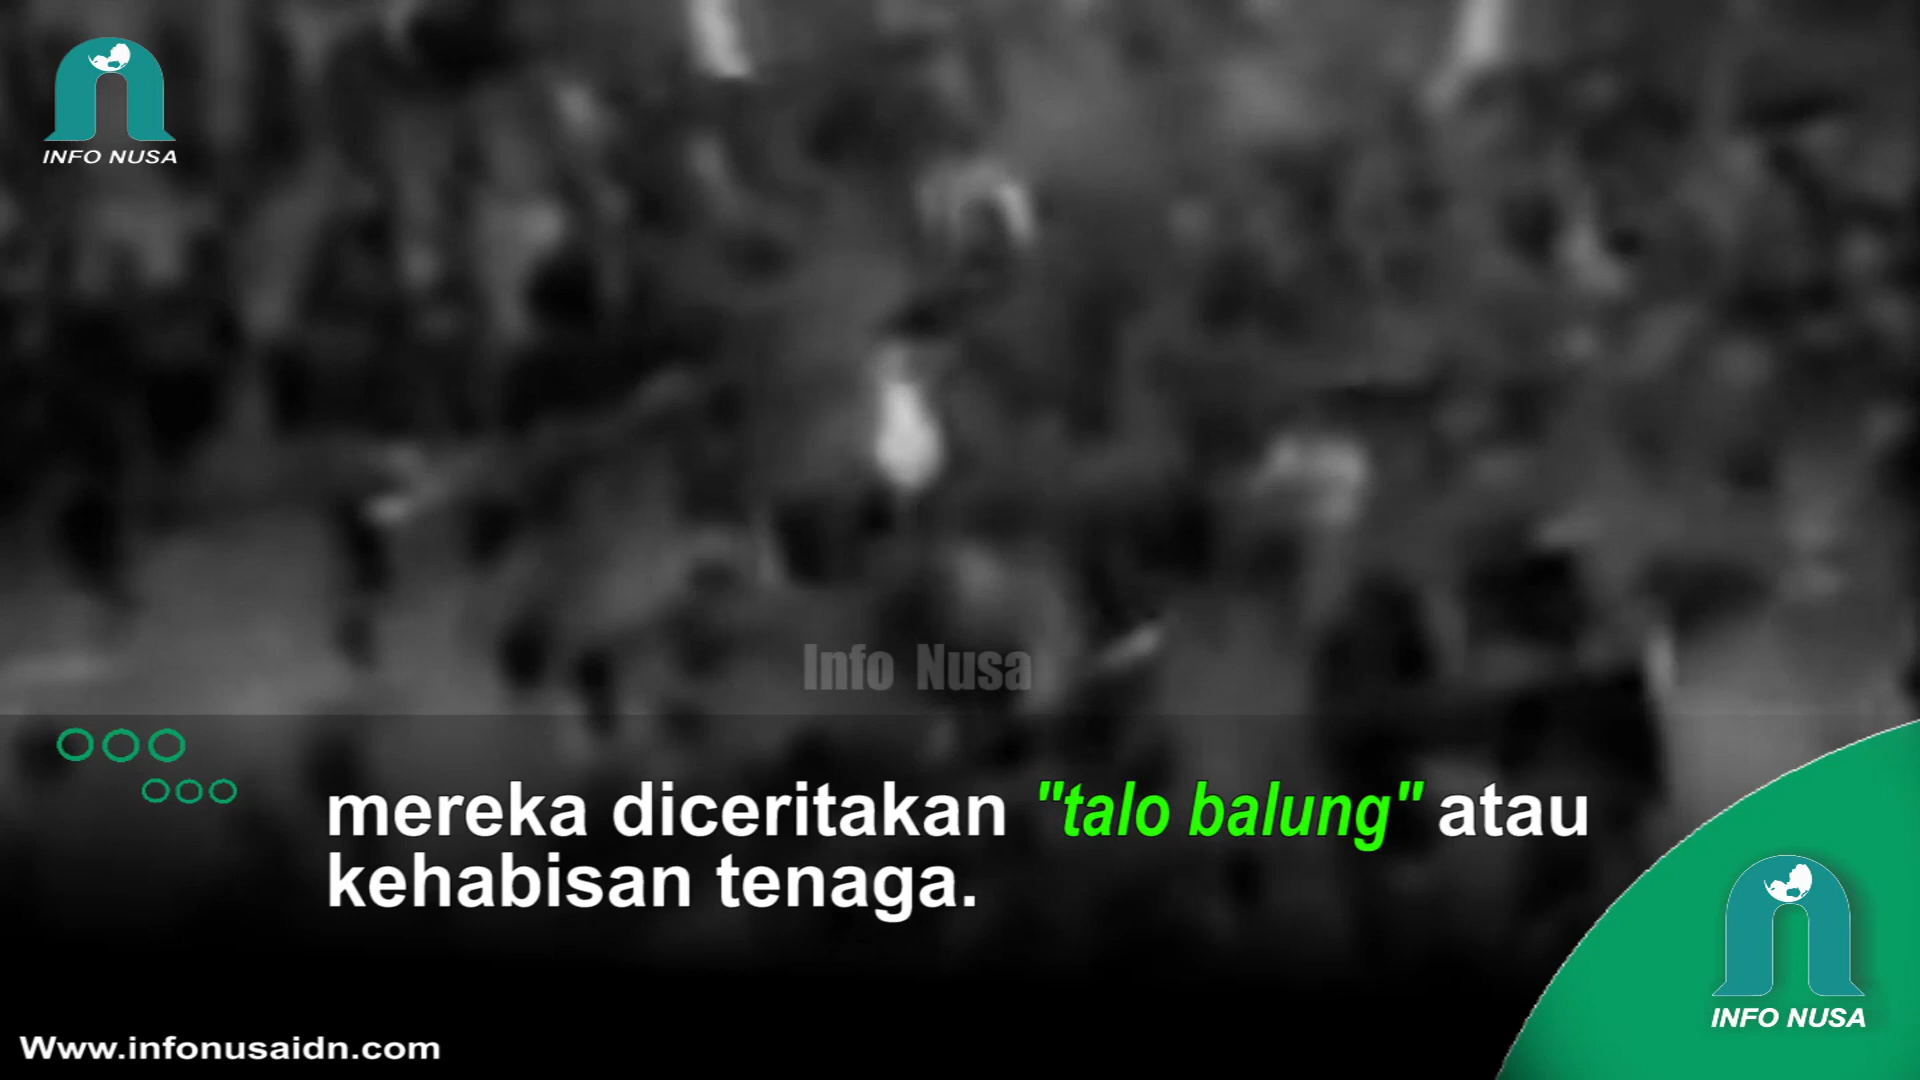 INFO NUSA
Info Nusa
mereka diceritakan "talo balung" atau
kehabisan tenaga.
INFO NUSA
Www.infonusaidn.com